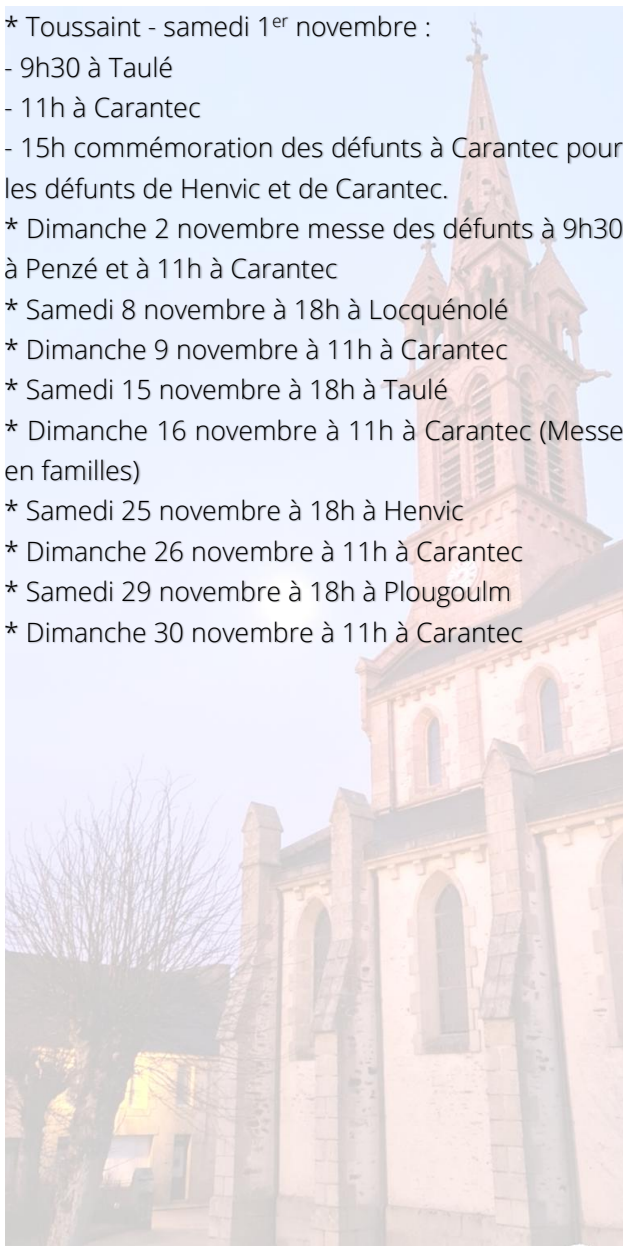 * Toussaint - samedi 1er novembre :
- 9h30 à Taulé
- 11h à Carantec
- 15h commémoration des défunts à Carantec pour
les défunts de Henvic et de Carantec.
* Dimanche 2 novembre messe des défunts à 9h30
à Penzé et à 11h à Carantec
* Samedi 8 novembre à 18h à Locquénolé
* Dimanche 9 novembre à 11h à Carantec
* Samedi 15 novembre à 18h à Taulé
* Dimanche 16 novembre à 11h à Carantec (Messe
en familles)
* Samedi 25 novembre à 18h à Henvic
* Dimanche 26 novembre à 11h à Carantec
* Samedi 29 novembre à 18h à Plougoulm
* Dimanche 30 novembre à 11h à Carantec